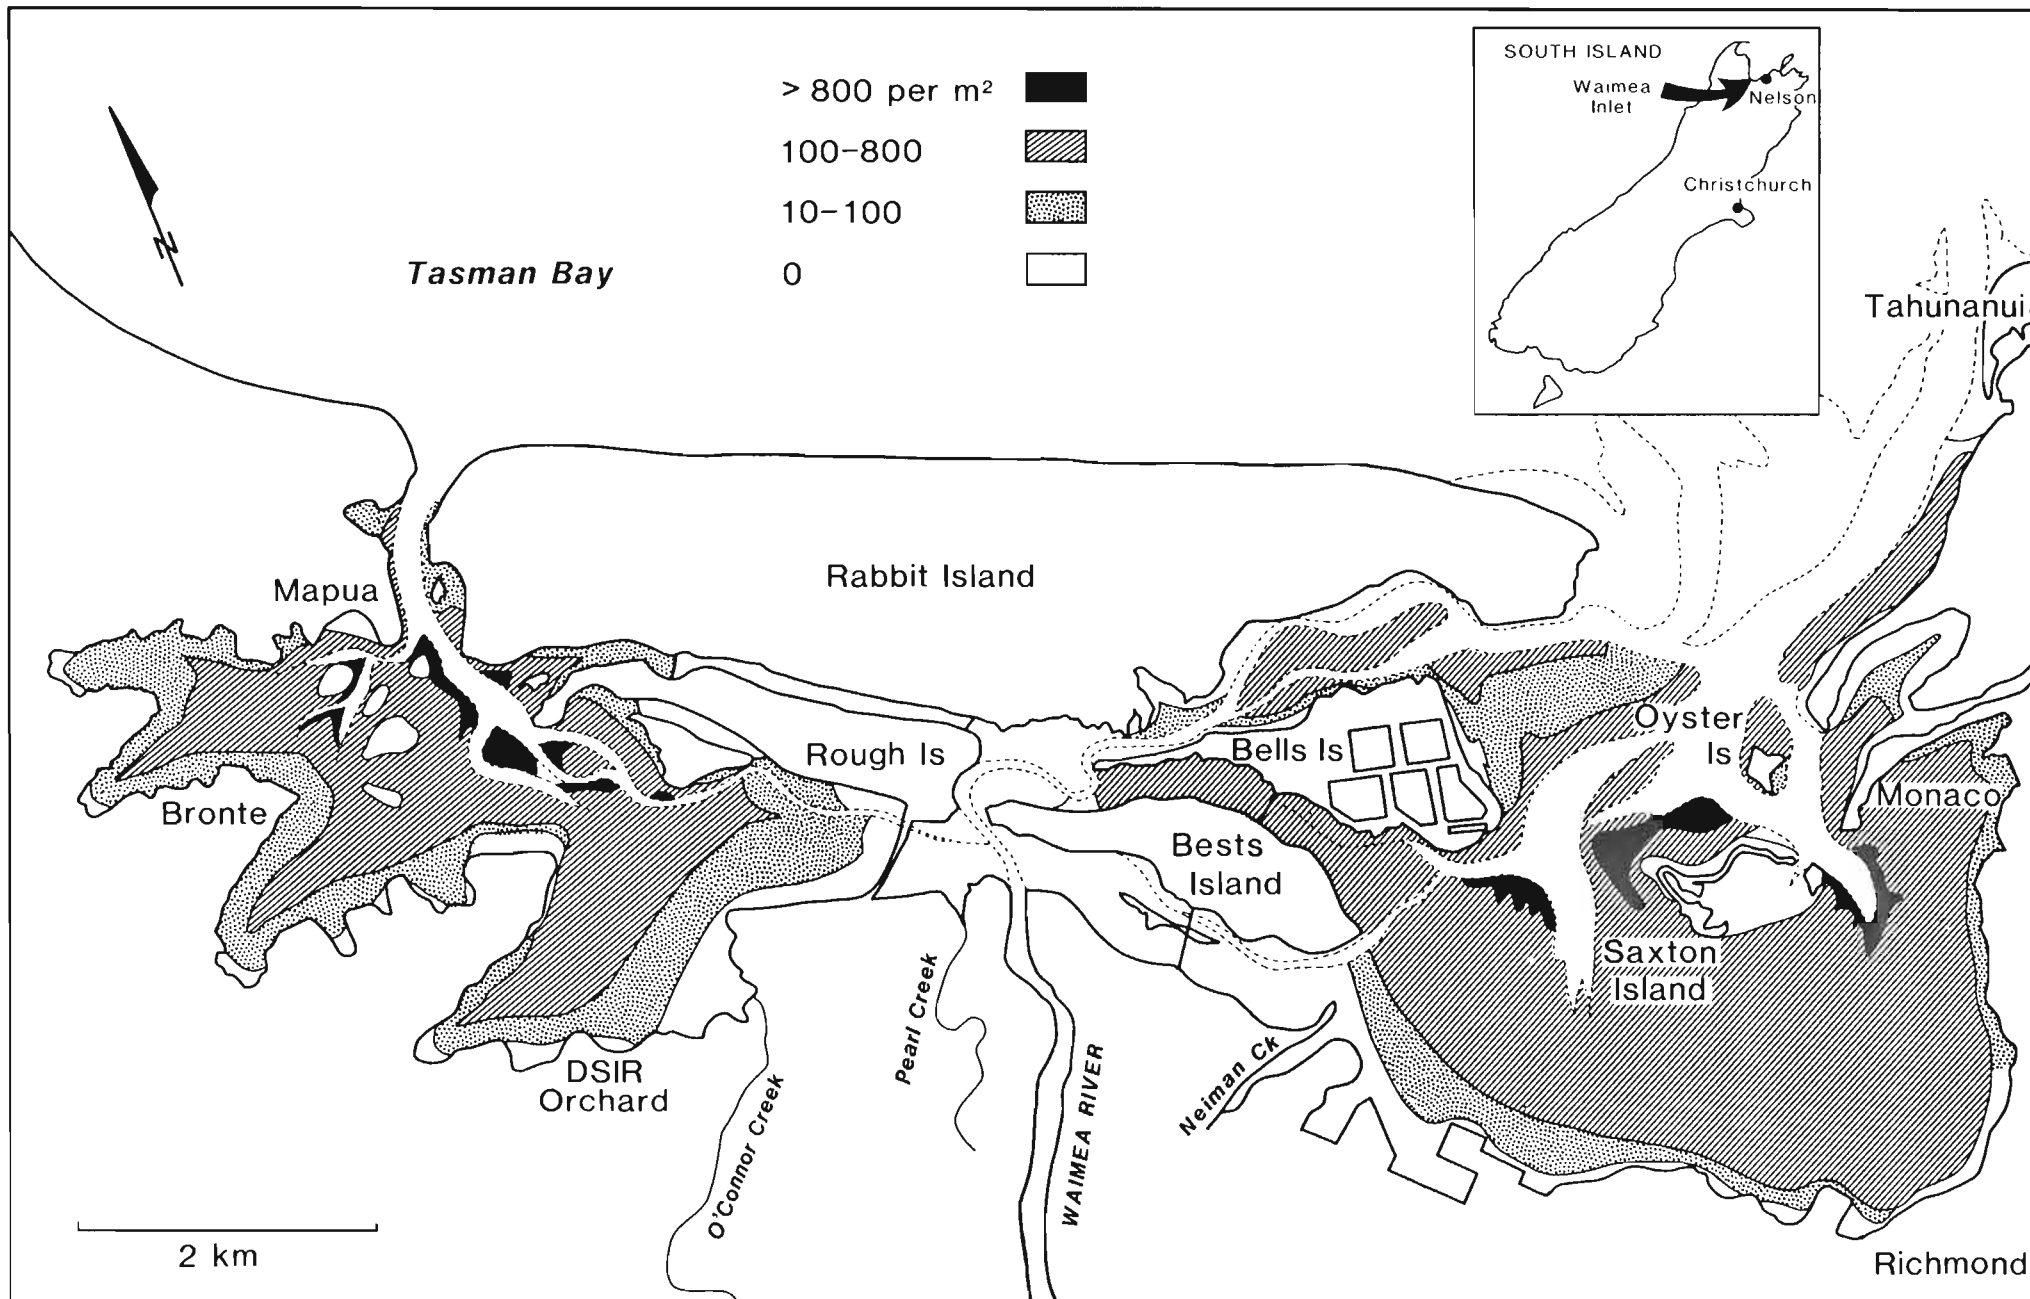 SOUTH ISLAND
Waimea
Inlet
Nelson
Christchurch
> 800 per m²
100-800
10-100
0
N
Tasman Bay
Tahunanui
Mapua
Rabbit Island
Rough Is
Bells Is
Oyster
Is
Monaco
Bronte
Bests
Island
Saxton
Island
DSIR
Orchard
O'Connor Creek
Pearl Creek
WAIMEA RIVER
Neiman Ck
2 km
Richmond